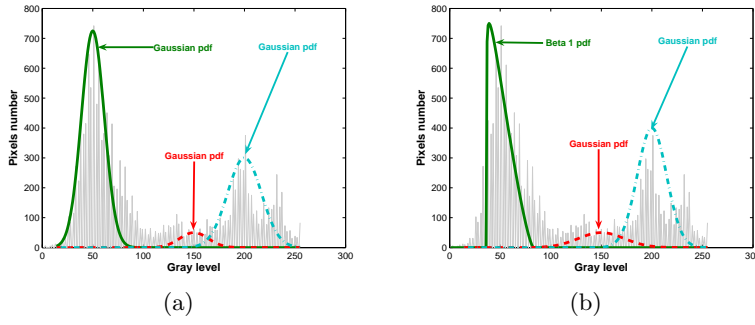 800
700
600
500
400
300
200
100
0
Pixels number
0 50 100 150 200 250 300
Gray level
Gaussian pdf
Gaussian pdf
Gaussian pdf
(a)
800
700
600
500
400
300
200
100
0
Pixels number
0 50 100 150 200 250 300
Gray level
Beta 1 pdf
Gaussian pdf
Gaussian pdf
(b)